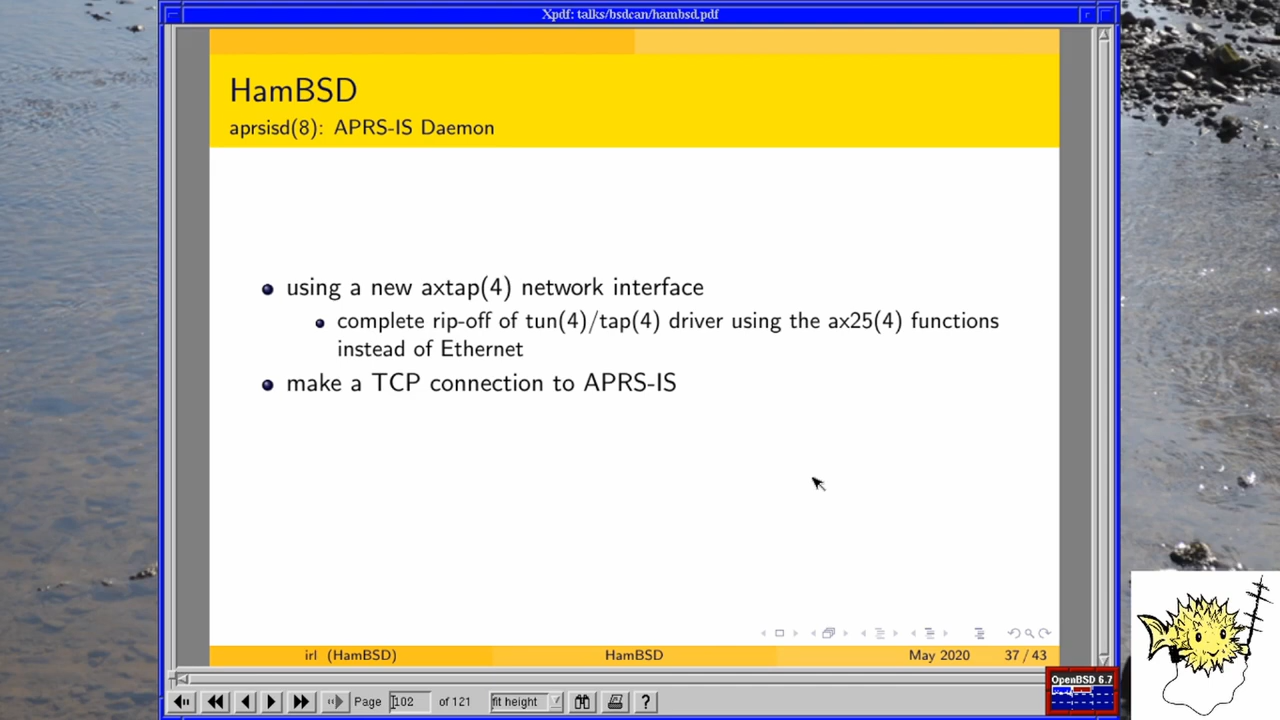 Xpdf: talks/bsdcan/hambsd.pdf
HamBSD
aprsisd(8): APRS-IS Daemon
using a new axtap(4) network interface
complete rip-off of tun(4)/tap(4) driver using the ax25(4) functions
instead of Ethernet
make a TCP connection to APRS-IS
irl (HamBSD) HamBSD May 2020 37 / 43
OpenBSD 6.7
Page 102 of 121 fit height ?